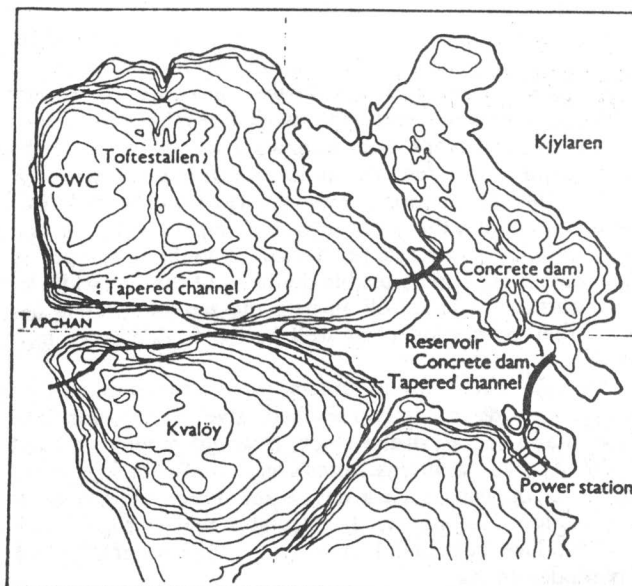 Kjylaren
Toftestallen
OWC
Concrete dam
Tapered channel
TAPCHAN
Reservoir
Concrete dam
Tapered channel
Kvalöy
Power station